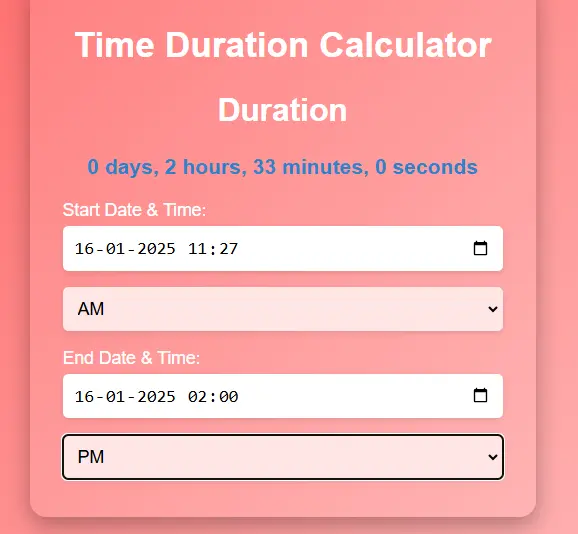 Time Duration Calculator
Duration
0 days, 2 hours, 33 minutes, 0 seconds
Start Date & Time:
16-01-2025 11:27
AM
End Date & Time:
16-01-2025 02:00
PM